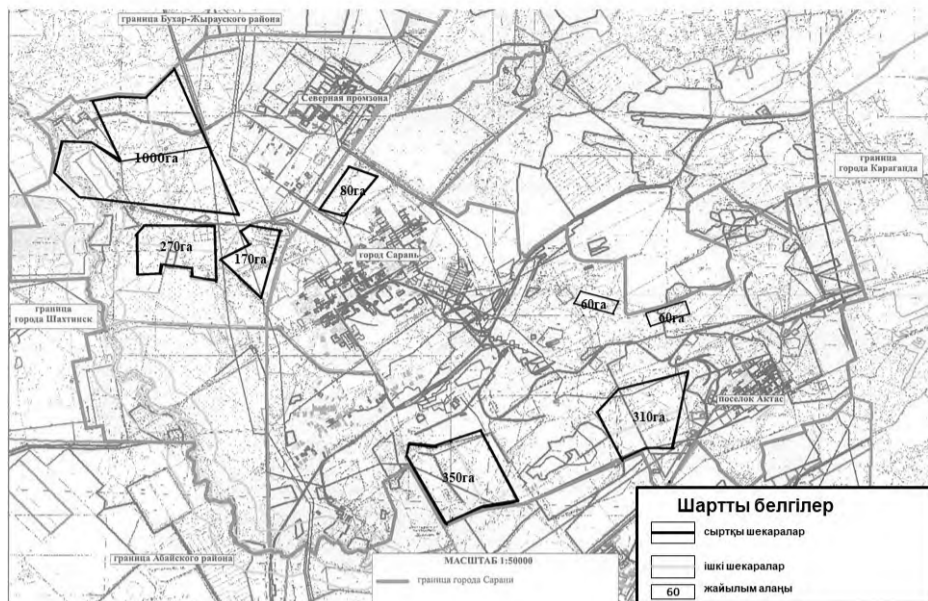 граница Бухар-Жырауского района
Северная промзона
1000га
80га
граница
города Караганда
270га
170га
город Сарань
граница
города Шахтинск
60га
60га
поселок Актас
310га
350га
Шартты белгілер
сыртқы шекаралар
ішкі шекаралар
60
жайылым алаңы
МАСШТАБ 1:50000
граница города Сарани
граница Абайского района